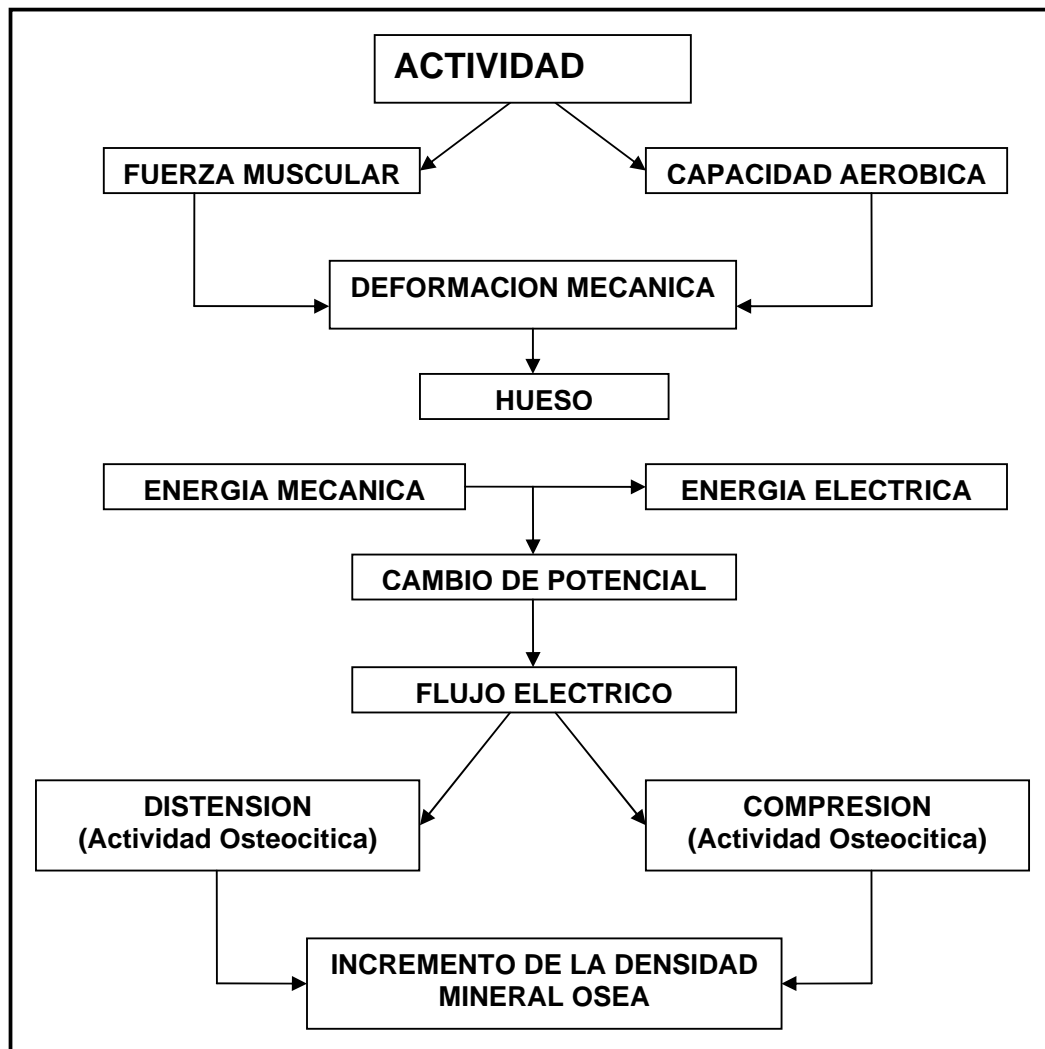 ACTIVIDAD
FUERZA MUSCULAR
CAPACIDAD AEROBICA
DEFORMACION MECANICA
HUESO
ENERGIA MECANICA
ENERGIA ELECTRICA
CAMBIO DE POTENCIAL
FLUJO ELECTRICO
DISTENSION
(Actividad Osteocitica)
COMPRESION
(Actividad Osteocitica)
INCREMENTO DE LA DENSIDAD
MINERAL OSEA